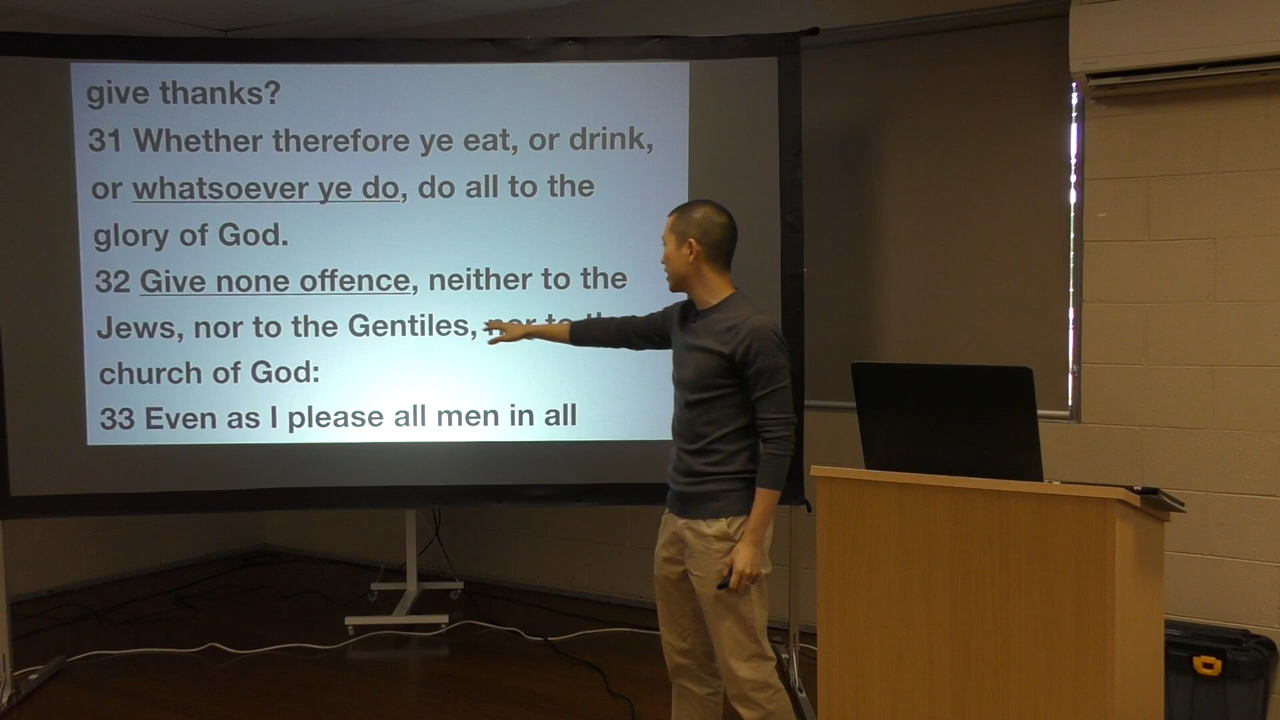 give thanks?
31 Whether therefore ye eat, or drink,
or whatsoever ye do, do all to the
glory of God.
32 Give none offence, neither to the
Jews, nor to the Gentiles, nor to the
church of God:
33 Even as I please all men in all